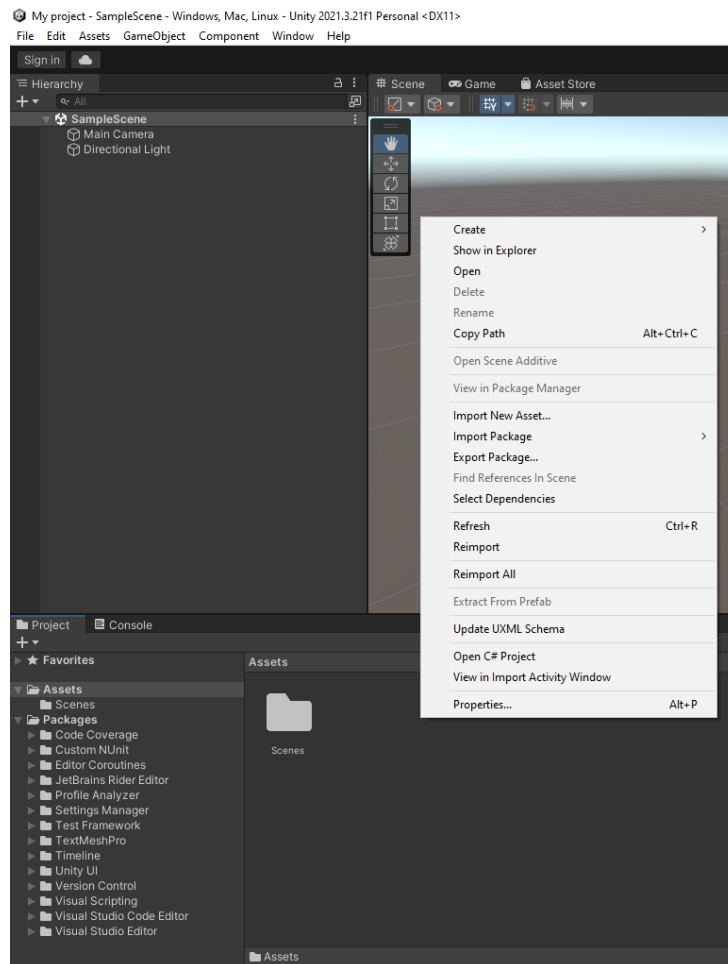 My project - SampleScene - Windows, Mac, Linux - Unity 2021.3.21f1 Personal <DX11>
File Edit Assets GameObject Component Window Help
Sign in
Hierarchy
All
SampleScene
Main Camera
Directional Light
Scene Game Asset Store
Create
Show in Explorer
Open
Delete
Rename
Copy Path Alt+Ctrl+C
Open Scene Additive
View in Package Manager
Import New Asset...
Import Package
Export Package...
Find References In Scene
Select Dependencies
Refresh Ctrl+R
Reimport
Reimport All
Extract From Prefab
Update UXML Schema
Open C# Project
View in Import Activity Window
Properties... Alt+P
Project Console
Favorites
Assets
Scenes
Packages
Code Coverage
Custom NUnit
Editor Coroutines
JetBrains Rider Editor
Profile Analyzer
Settings Manager
Test Framework
TextMeshPro
Timeline
Unity UI
Version Control
Visual Scripting
Visual Studio Code Editor
Visual Studio Editor
Assets
Scenes
Assets